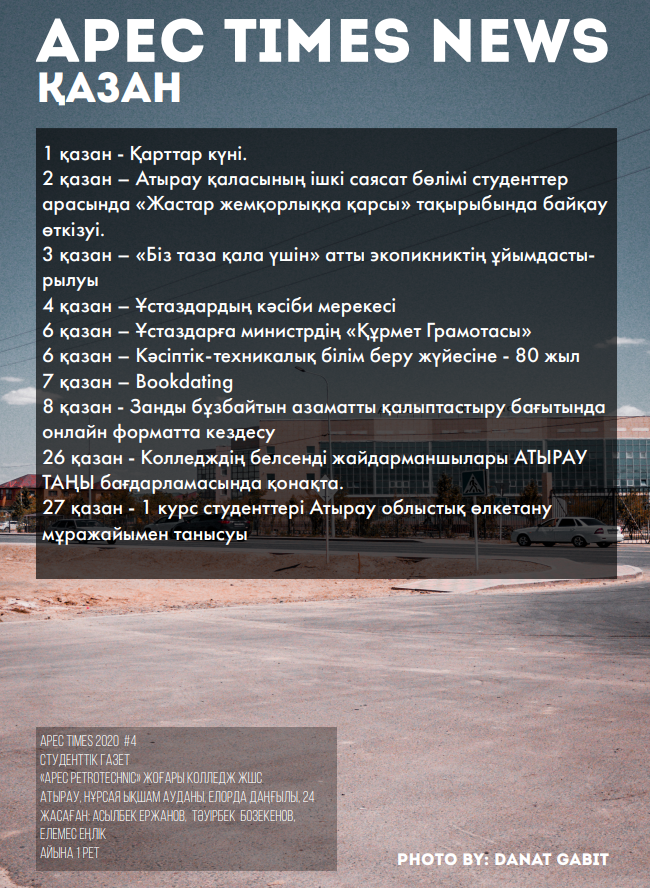 APEC TIMES NEWS
ҚАЗАН
1 қазан - Қарттар күні.
2 қазан – Атырау қаласының ішкі саясат бөлімі студенттер
арасында «Жастар жемқорлыққа қарсы» тақырыбында байқау
өткізуі.
3 қазан – «Біз таза қала үшін» атты экопикниктің ұйымдасты-
рылуы
4 қазан – Ұстаздардың кәсіби мерекесі
6 қазан – Ұстаздарға министрдің «Құрмет Грамотасы»
6 қазан – Кәсіптік-техникалық білім беру жүйесіне - 80 жыл
7 қазан – Bookdating
8 қазан - Занды бұзбайтын азаматты қалыптастыру бағытында
онлайн форматта кездесу
26 қазан - Колледждің белсенді жайдарманшылары АТЫРАУ
ТАҢЫ бағдарламасында қонақта.
27 қазан - 1 курс студенттері Атырау облыстық өлкетану
мұражайымен танысуы
APEC TIMES 2020 #4
СТУДЕНТТІК ГАЗЕТ
«APEC PETROTECHNIC» ЖОҒАРЫ КОЛЛЕДЖ ЖШС
АТЫРАУ, НҰРСАЯ ЫҚШАМ АУДАНЫ, ЕЛОРДА ДАҢҒЫЛЫ, 24
ЖАСАҒАН: АСЫЛБЕК ЕРЖАНОВ, ТӘУІРБЕК БОЗЕКЕНОВ,
ЕЛЕМЕС ЕҢЛІК
АЙЫНА 1 РЕТ
PHOTO BY: DANAT GABIT